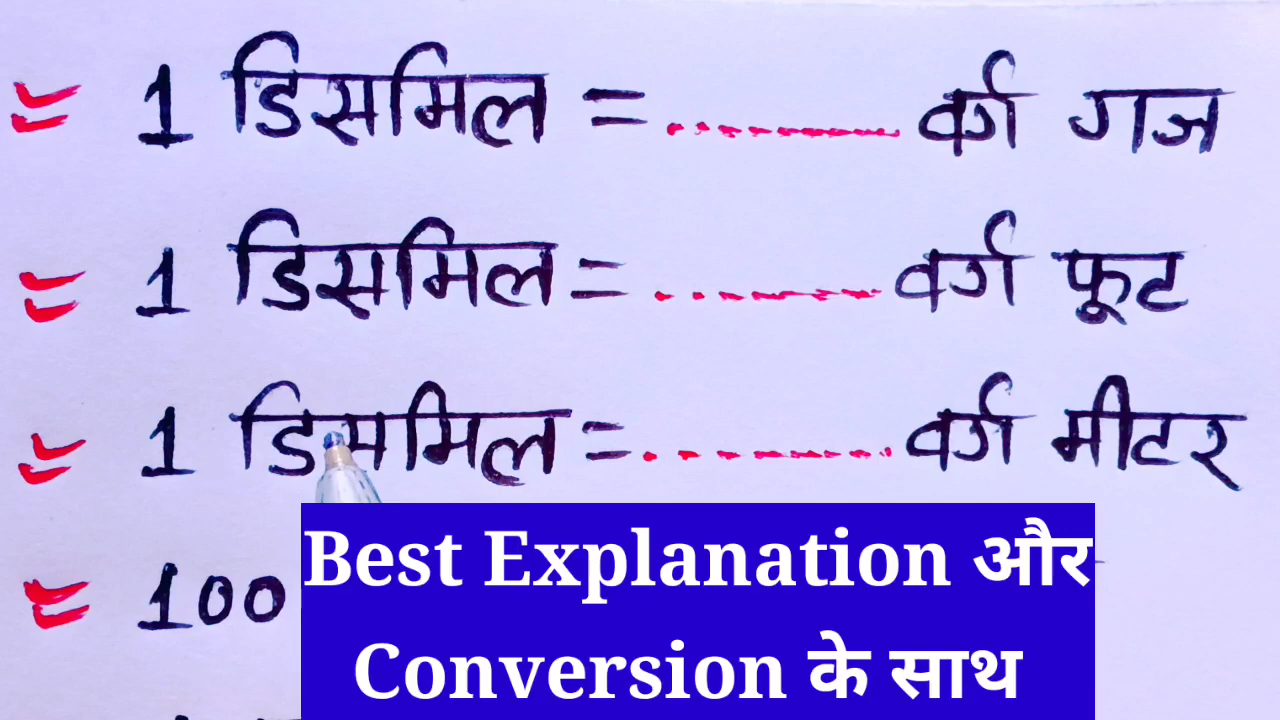 1 डिसमिल = .......... वर्ग गज
1 डिसमिल = .......... वर्ग फूट
1 डिसमिल = .......... वर्ग मीटर
100
Best Explanation और
Conversion के साथ